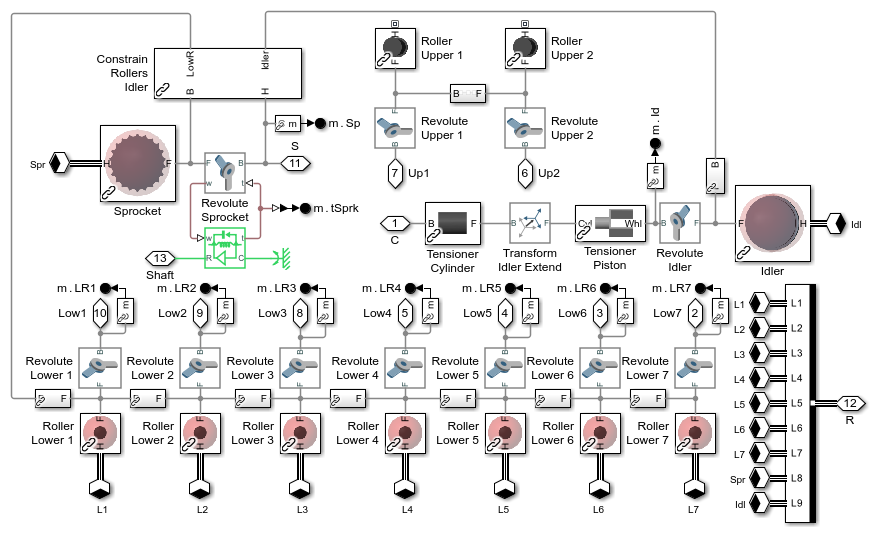 Constrain
Rollers
Idler
LowR
Idler
B
H
m
m . Sp
S
11
Spr
H
F
Sprocket
F
B
w
t
Revolute
Sprocket
m . tSprk
w
t
R
C
13
Shaft
H
F
Roller
Upper 1
H
F
Roller
Upper 2
B
F
B
F
Revolute
Upper 1
B
F
Revolute
Upper 2
7
Up1
6
Up2
1
C
B
F
Tensioner
Cylinder
B
F
Transform
Idler Extend
Cyl
Whl
Tensioner
Piston
m . Id
m
B
F
Revolute
Idler
B
F
H
Idler
Idl
m . LR1
m . LR2
m . LR3
m . LR4
m . LR5
m . LR6
m . LR7
Low1
10
m
Low2
9
m
Low3
8
m
Low4
5
m
Low5
4
m
Low6
3
m
Low7
2
m
Revolute
Lower 1
B
F
Revolute
Lower 2
B
F
Revolute
Lower 3
B
F
Revolute
Lower 4
B
F
Revolute
Lower 5
B
F
Revolute
Lower 6
B
F
Revolute
Lower 7
B
F
F
F
F
F
F
F
F
Roller
Lower 1
F
H
Roller
Lower 2
F
H
Roller
Lower 3
F
H
Roller
Lower 4
F
H
Roller
Lower 5
F
H
Roller
Lower 6
F
H
Roller
Lower 7
F
H
L1
L2
L3
L4
L5
L6
L7
L1
L1
L2
L2
L3
L3
L4
L4
L5
L5
L6
L6
L7
L7
Spr
L8
Idl
L9
12
R